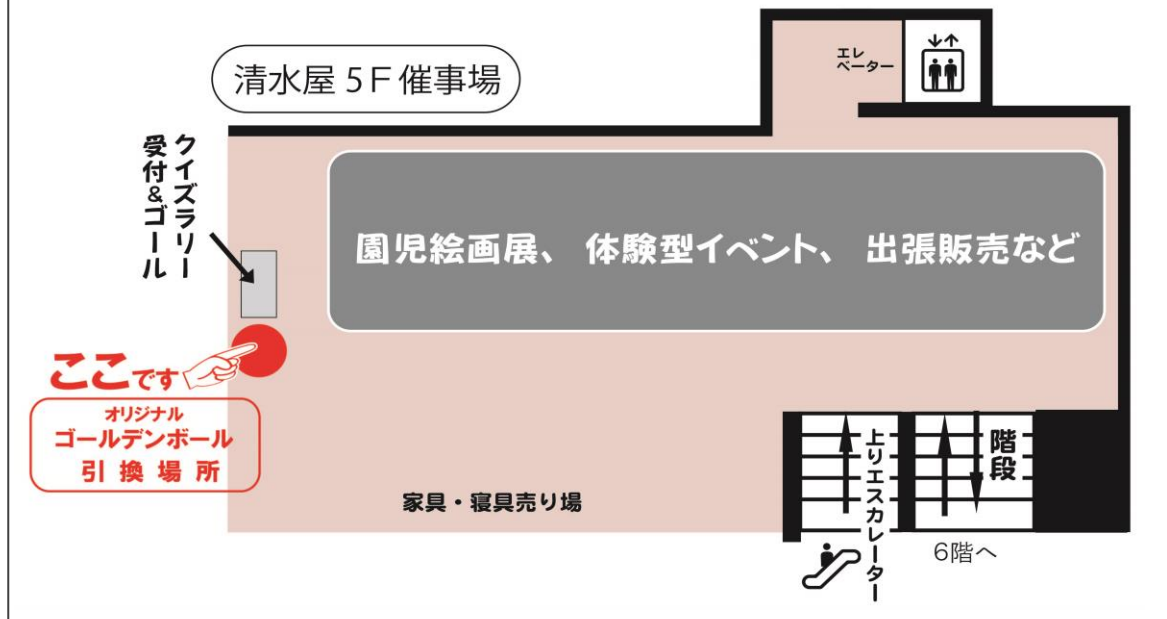 清水屋 5F 催事場
エレ
ベーター
クイズラリー
受付&ゴール
園児絵画展、 体験型イベント、 出張販売など
ここです
オリジナル
ゴールデンボール
引換場所
家具・寝具売り場
上りエスカレーター
階段
6階へ